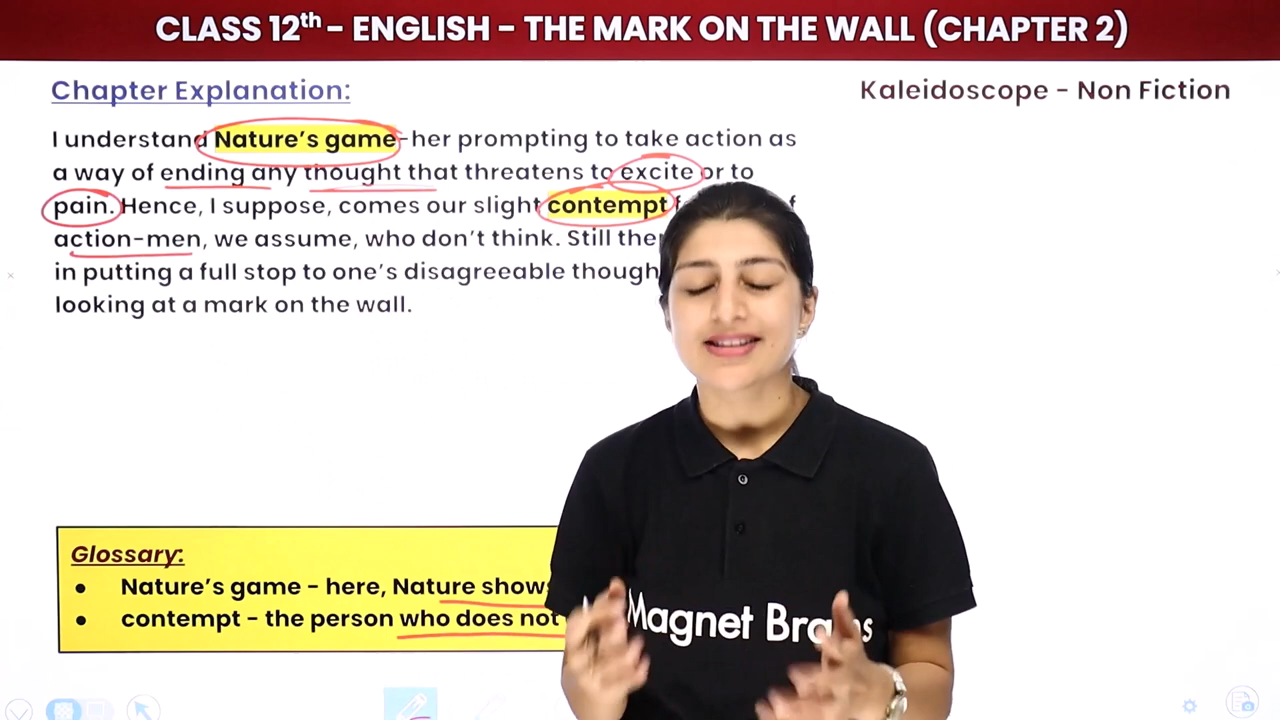 CLASS 12th - ENGLISH - THE MARK ON THE WALL (CHAPTER 2)
Chapter Explanation:
Kaleidoscope - Non Fiction
I understand Nature's game-her prompting to take action as
a way of ending any thought that threatens to excite or to
pain. Hence, I suppose, comes our slight contempt
action-men, we assume, who don't think. Still
in putting a full stop to one's disagreeable
looking at a mark on the wall.
Glossary:
● Nature's game - here, Nature shows
● contempt - the person who does not
Magnet Brains